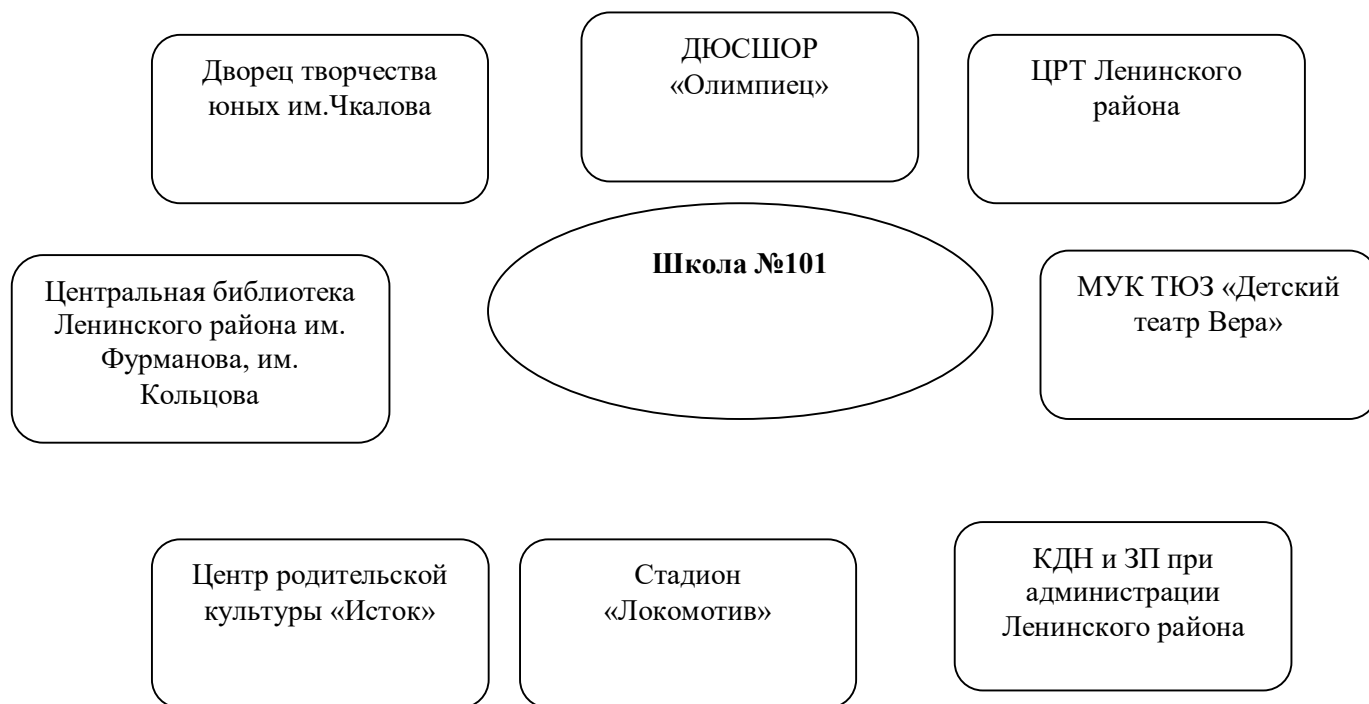 Дворец творчества
юных им.Чкалова
ДЮСШОР
«Олимпиец»
ЦРТ Ленинского
района
Центральная библиотека
Ленинского района им.
Фурманова, им.
Кольцова
Школа №101
МУК ТЮЗ «Детский
театр Вера»
Центр родительской
культуры «Исток»
Стадион
«Локомотив»
КДН и ЗП при
администрации
Ленинского района